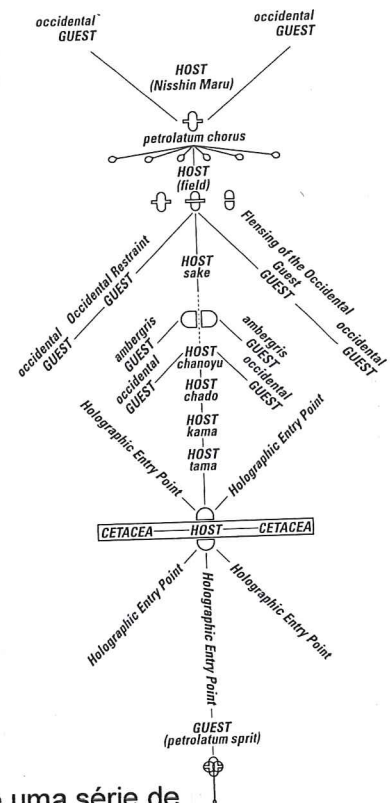 occidental
GUEST
occidental
GUEST
HOST
(Nisshin Maru)
petrolatum chorus
HOST
(field)
occidental Occidental Restraint
GUEST GUEST
Flensing of the Occidental
Guest
GUEST
occidental
GUEST
HOST
sake
ambergris
GUEST
ambergris
GUEST
occidental
GUEST
HOST
chanoyu
occidental
GUEST
HOST
chado
HOST
kama
HOST
tama
Holographic Entry Point
Holographic Entry Point
CETACEA HOST CETACEA
Holographic Entry Point
Holographic Entry Point
Holographic Entry Point
GUEST
(petrolatum sprit)
uma série de